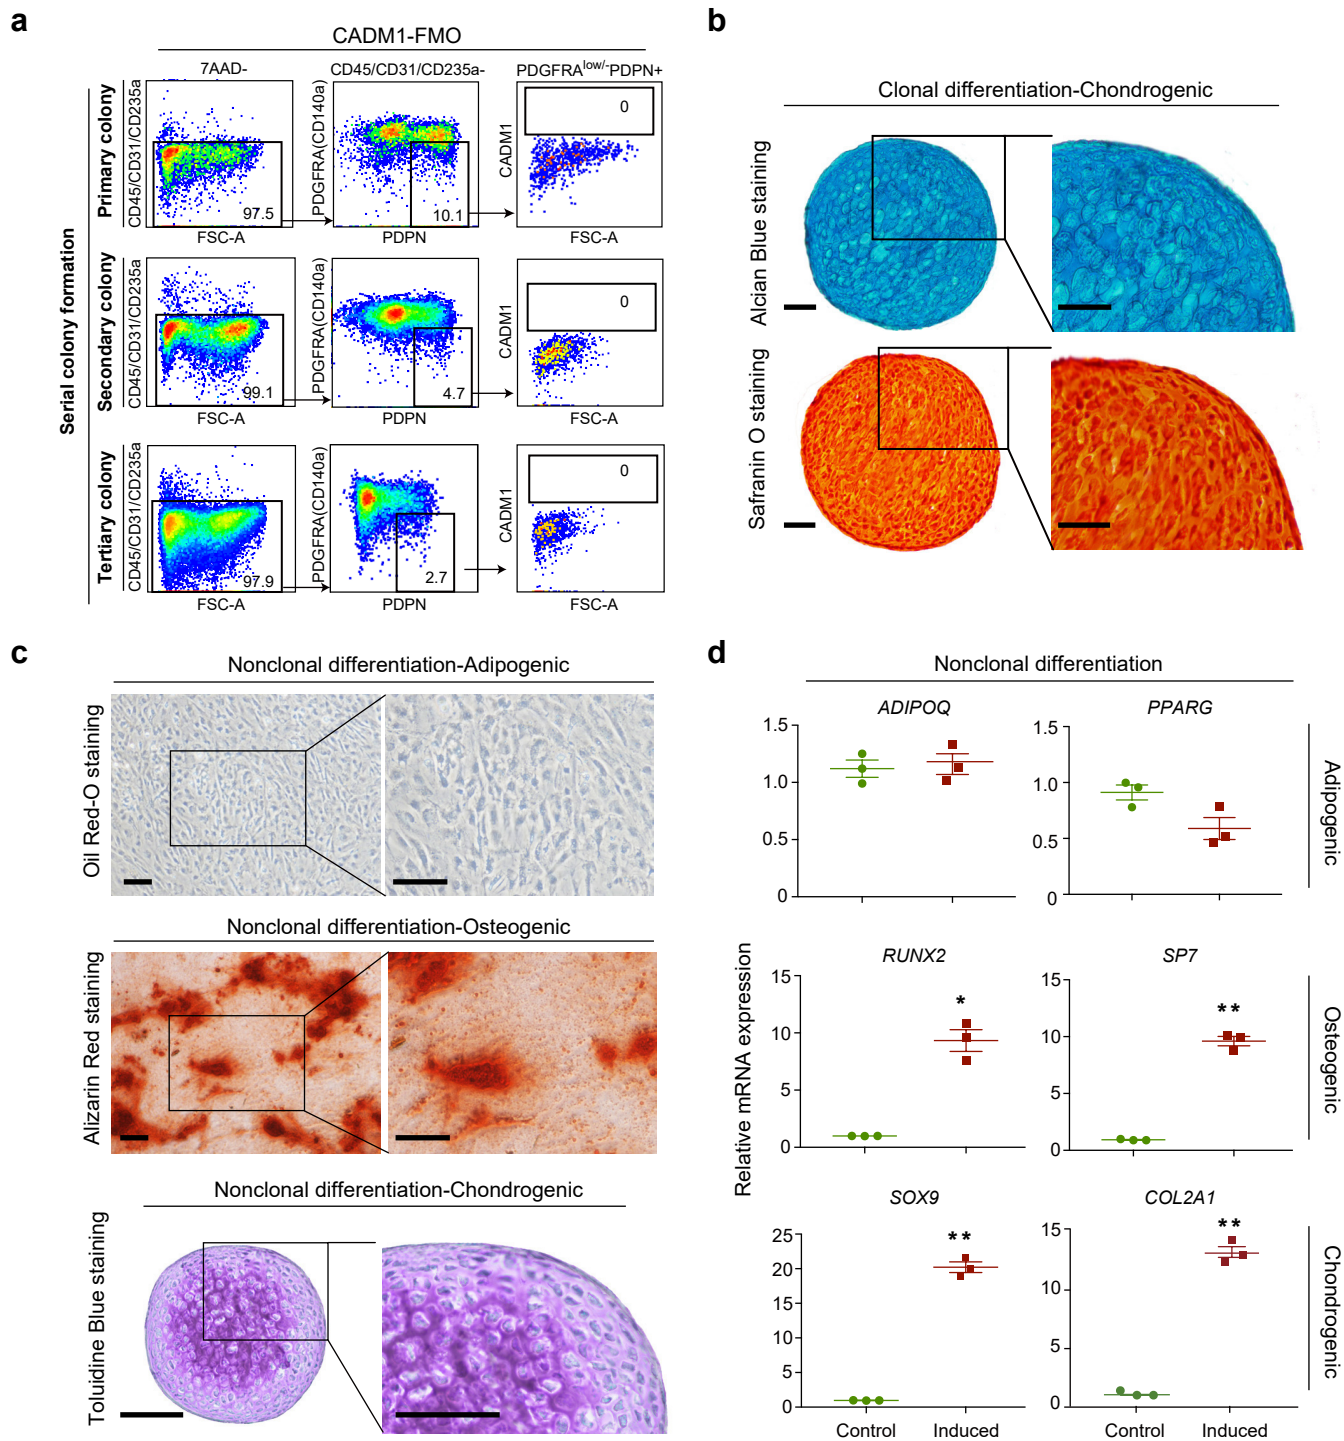 a
CADM1-FMO
7AAD-
CD45/CD31/CD235a-
PDGFRAlow/-PDPN+
Serial colony formation
Primary colony
CD45/CD31/CD235a
97.5
FSC-A
PDGFRA(CD140a)
10.1
PDPN
CADM1
0
FSC-A
Secondary colony
CD45/CD31/CD235a
99.1
FSC-A
PDGFRA(CD140a)
4.7
PDPN
CADM1
0
FSC-A
Tertiary colony
CD45/CD31/CD235a
97.9
FSC-A
PDGFRA(CD140a)
2.7
PDPN
CADM1
0
FSC-A
b
Clonal differentiation-Chondrogenic
Alcian Blue staining
Safranin O staining
c
Nonclonal differentiation-Adipogenic
Oil Red-O staining
Nonclonal differentiation-Osteogenic
Alizarin Red staining
Nonclonal differentiation-Chondrogenic
Toluidine Blue staining
d
Nonclonal differentiation
Relative mRNA expression
ADIPOQ
1.5
1.0
0.5
0
PPARG
1.5
1.0
0.5
0
Adipogenic
RUNX2
15
10
5
0
*
SP7
15
10
5
0
**
Osteogenic
SOX9
25
20
15
10
5
0
**
Control
Induced
COL2A1
15
10
5
0
**
Control
Induced
Chondrogenic